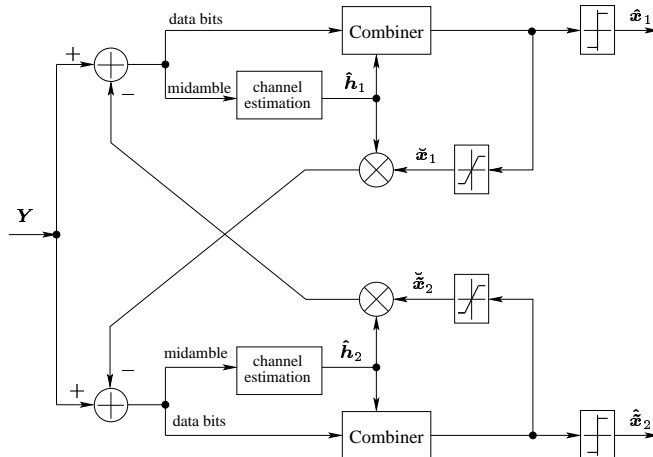 data bits
Combiner
x̂₁
+
−
midamble
channel
estimation
ĥ₁
x̆₁
Y
x̃̆₂
midamble
channel
estimation
ĥ₂
−
+
data bits
Combiner
x̃̂₂